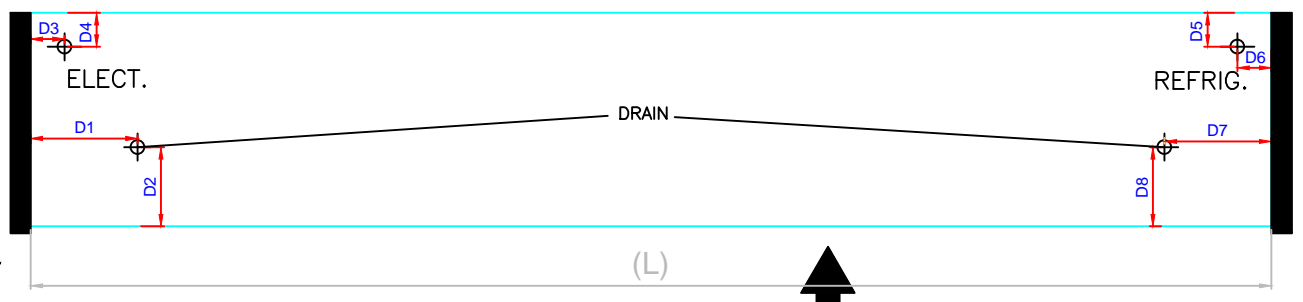 D3
D4
D5
D6
ELECT.
REFRIG.
D1
DRAIN
D7
D2
D8
(L)